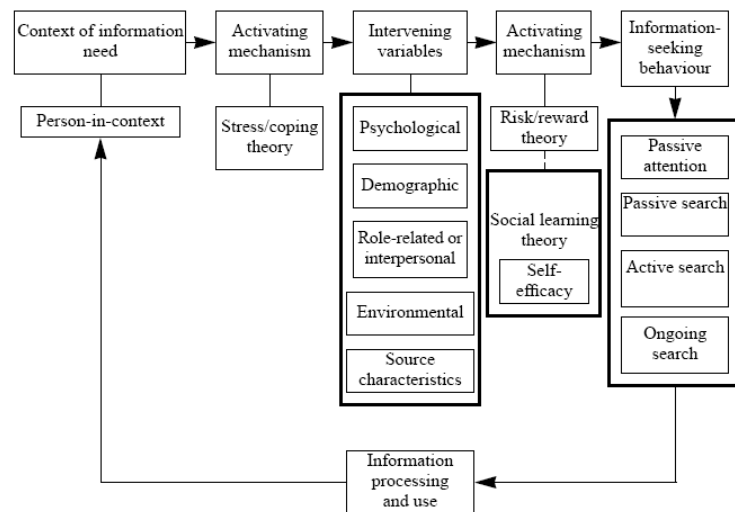 Context of information
need
Activating
mechanism
Intervening
variables
Activating
mechanism
Information-
seeking
behaviour
Person-in-context
Stress/coping
theory
Psychological
Demographic
Role-related or
interpersonal
Environmental
Source
characteristics
Risk/reward
theory
Social learning
theory
Self-
efficacy
Passive
attention
Passive search
Active search
Ongoing
search
Information
processing
and use